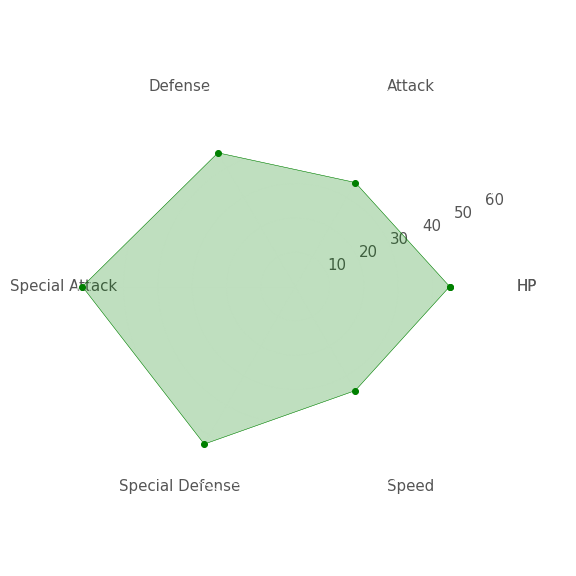 Defense
Attack
60
50
40
30
20
10
Special Attack
HP
Special Defense
Speed